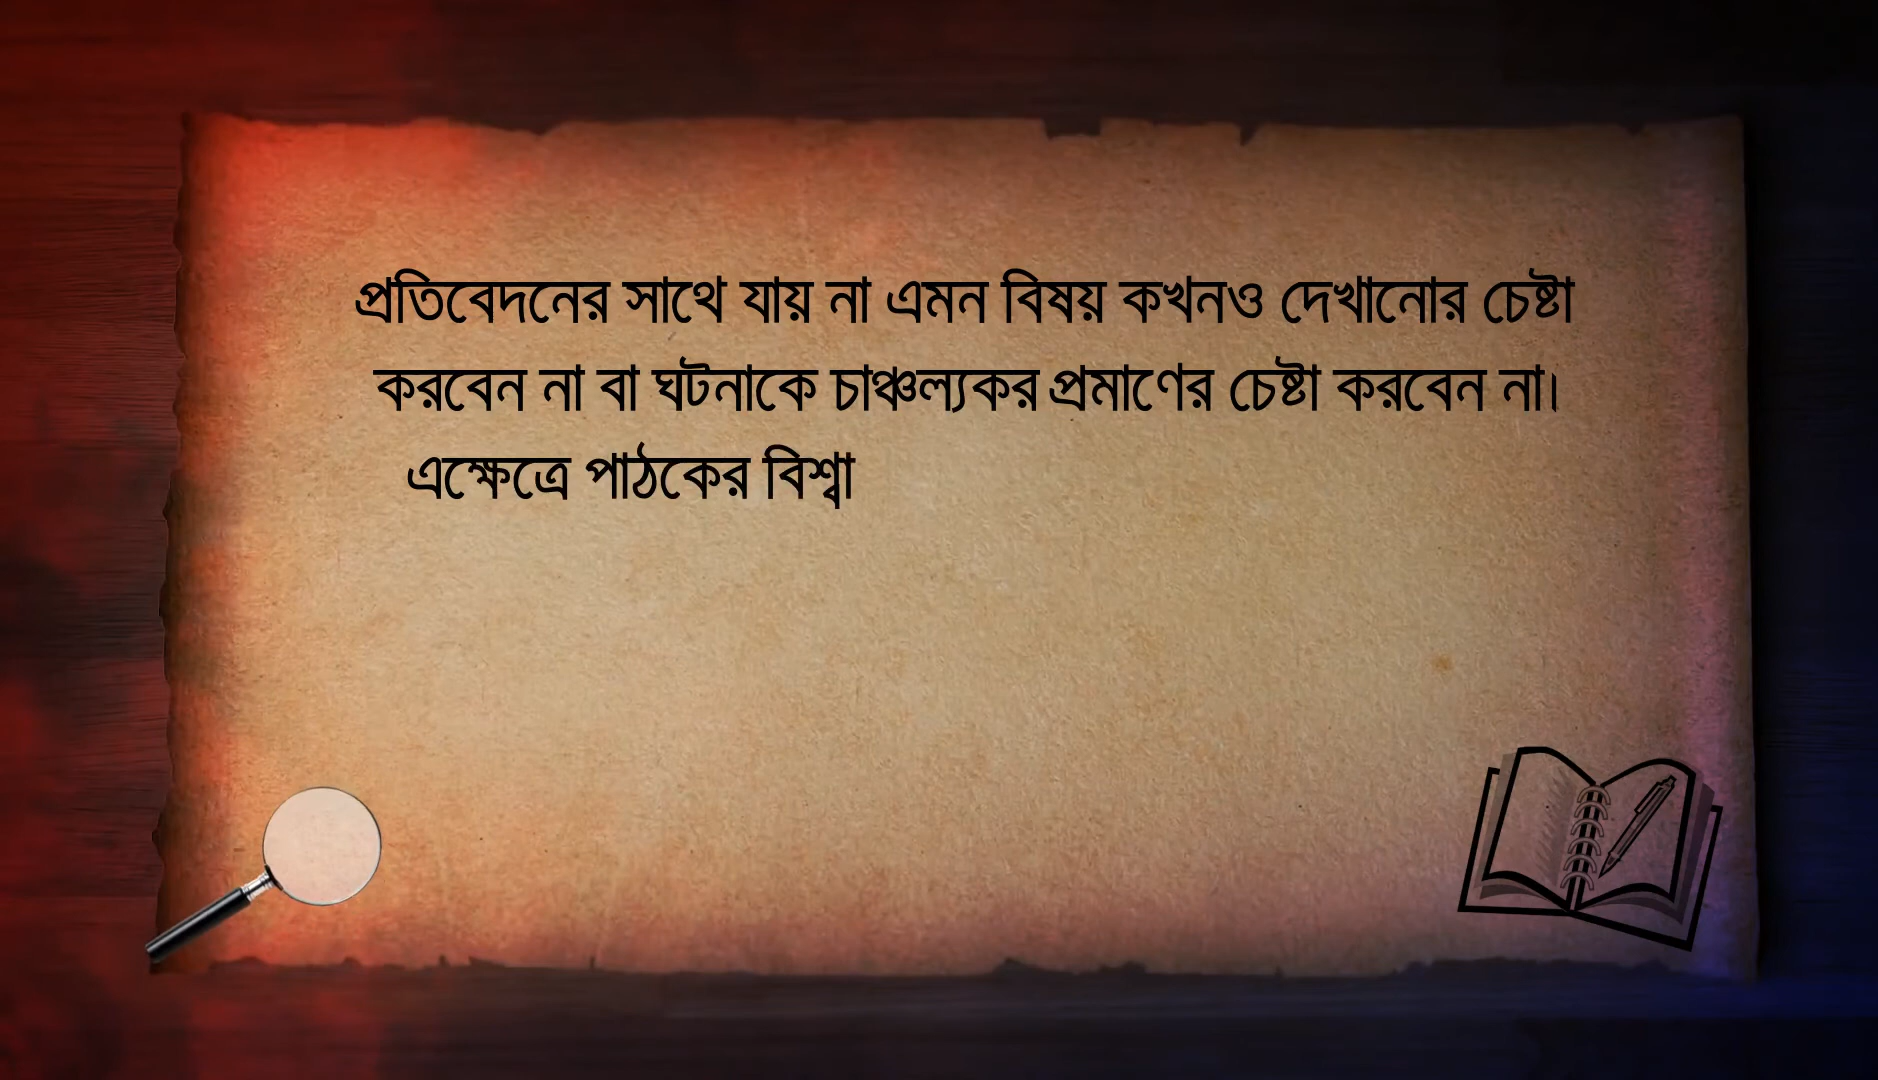 প্রতিবেদনের সাথে যায় না এমন বিষয় কখনও দেখানোর চেষ্টা
করবেন না বা ঘটনাকে চাঞ্চল্যকর প্রমাণের চেষ্টা করবেন না।
এক্ষেত্রে পাঠকের বিশ্বা